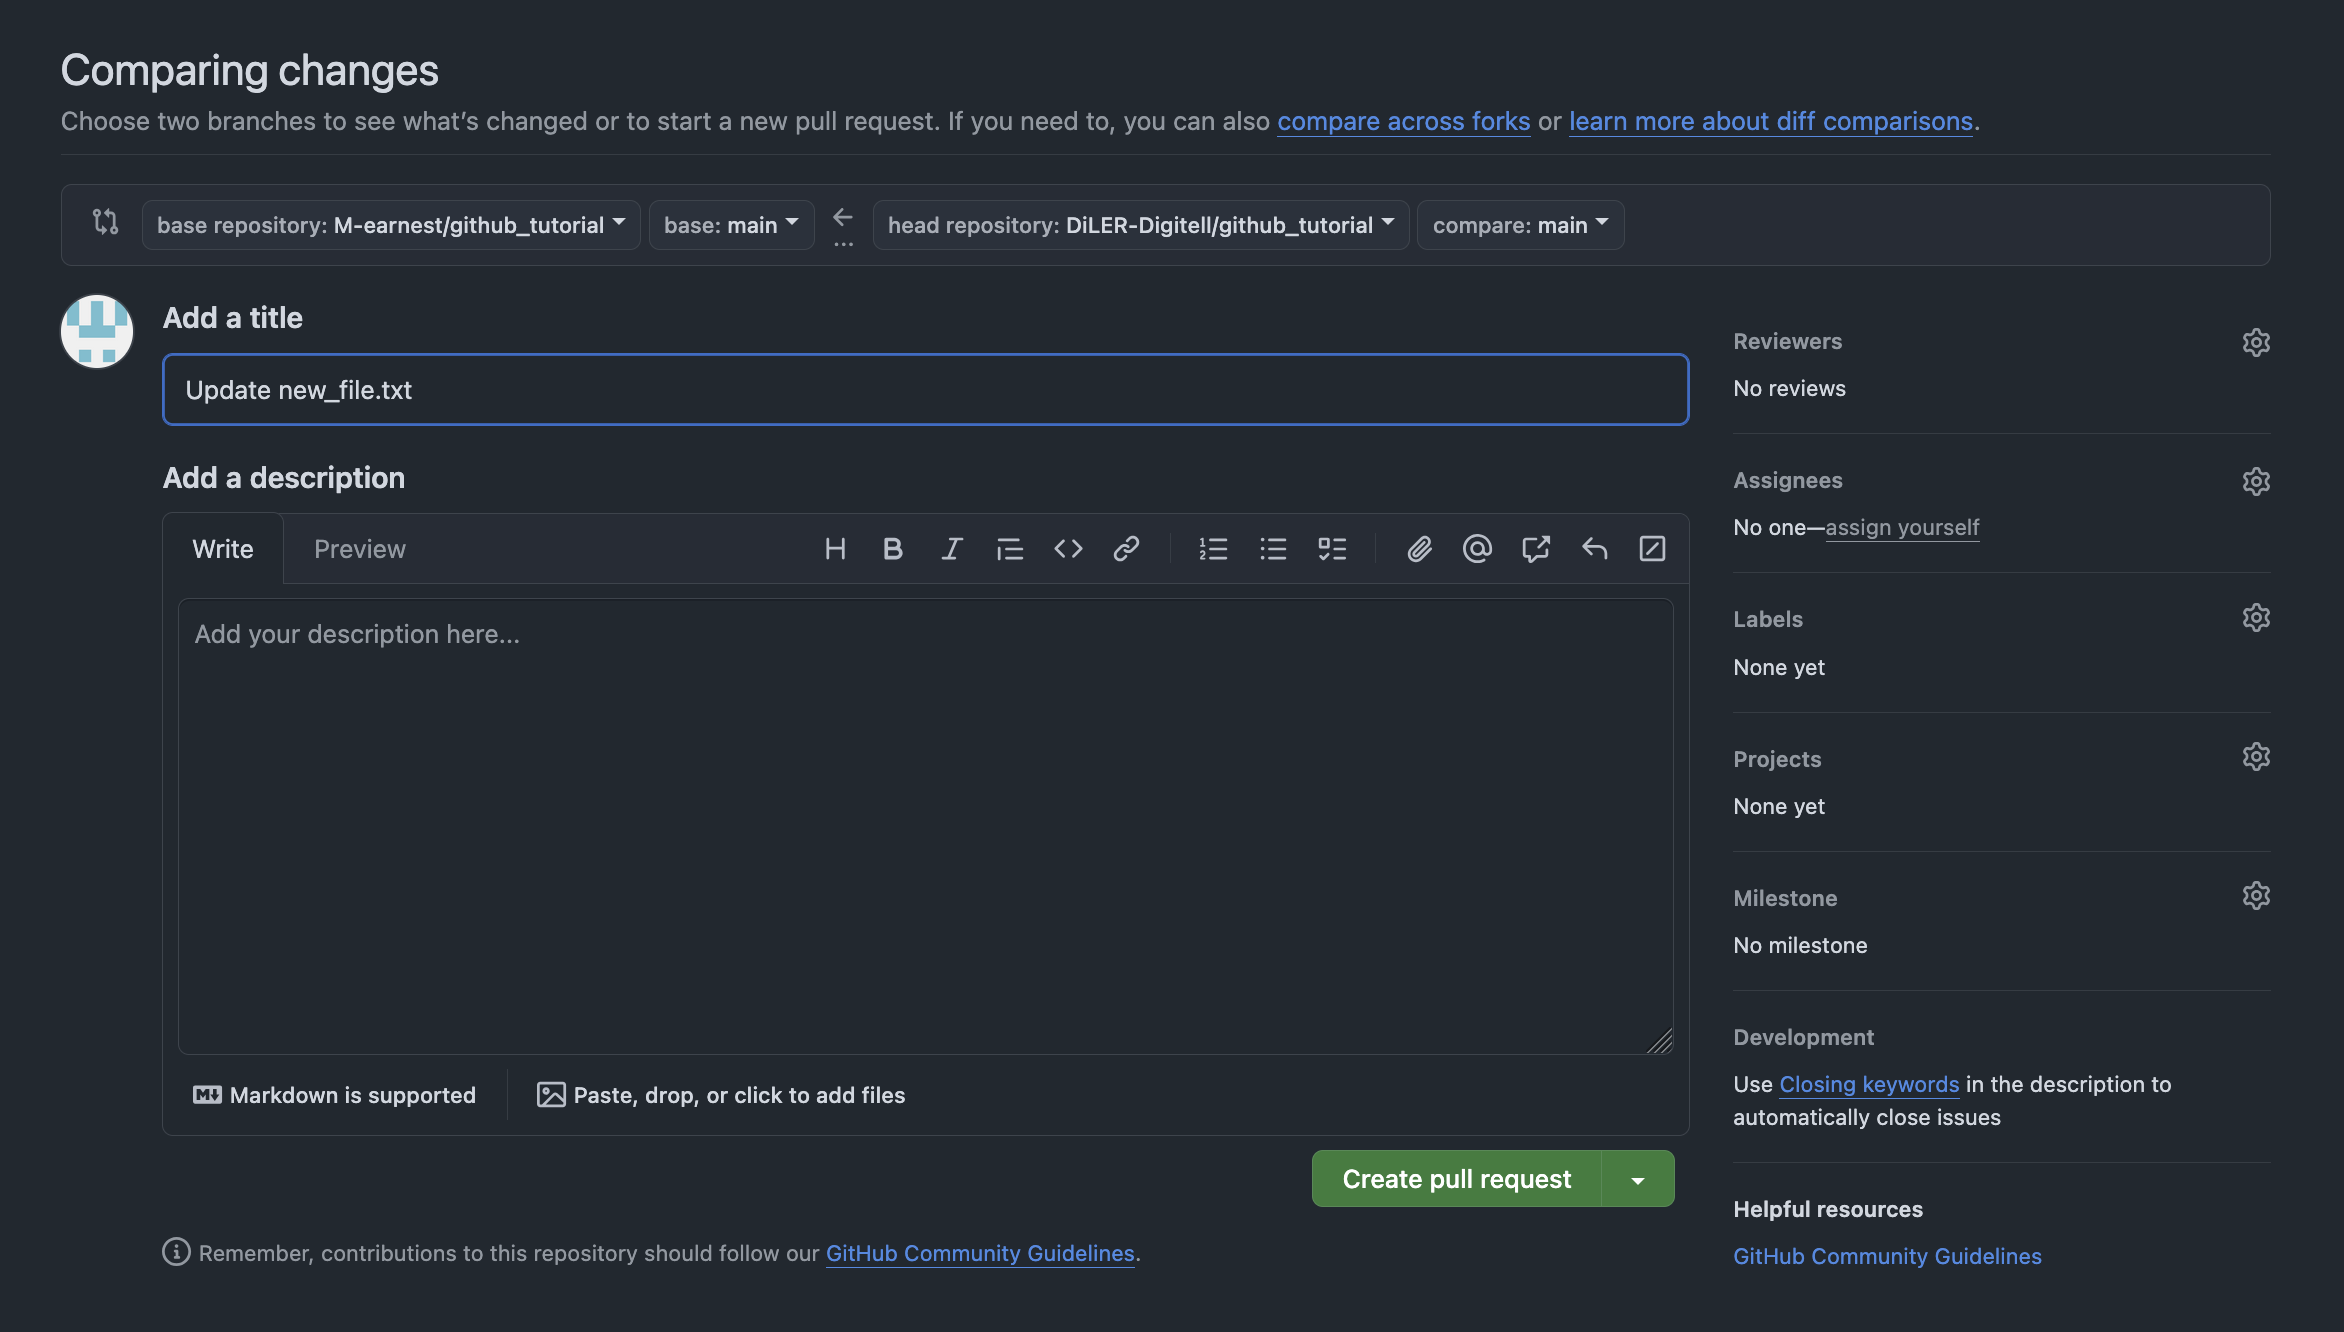 Comparing changes
Choose two branches to see what's changed or to start a new pull request. If you need to, you can also compare across forks or learn more about diff comparisons.
base repository: M-earnest/github_tutorial base: main ... head repository: DiLER-Digitell/github_tutorial compare: main
Add a title
Update new_file.txt
Add a description
Write Preview
Add your description here...
Markdown is supported Paste, drop, or click to add files
Create pull request
Remember, contributions to this repository should follow our GitHub Community Guidelines.
Reviewers
No reviews
Assignees
No one—assign yourself
Labels
None yet
Projects
None yet
Milestone
No milestone
Development
Use Closing keywords in the description to
automatically close issues
Helpful resources
GitHub Community Guidelines